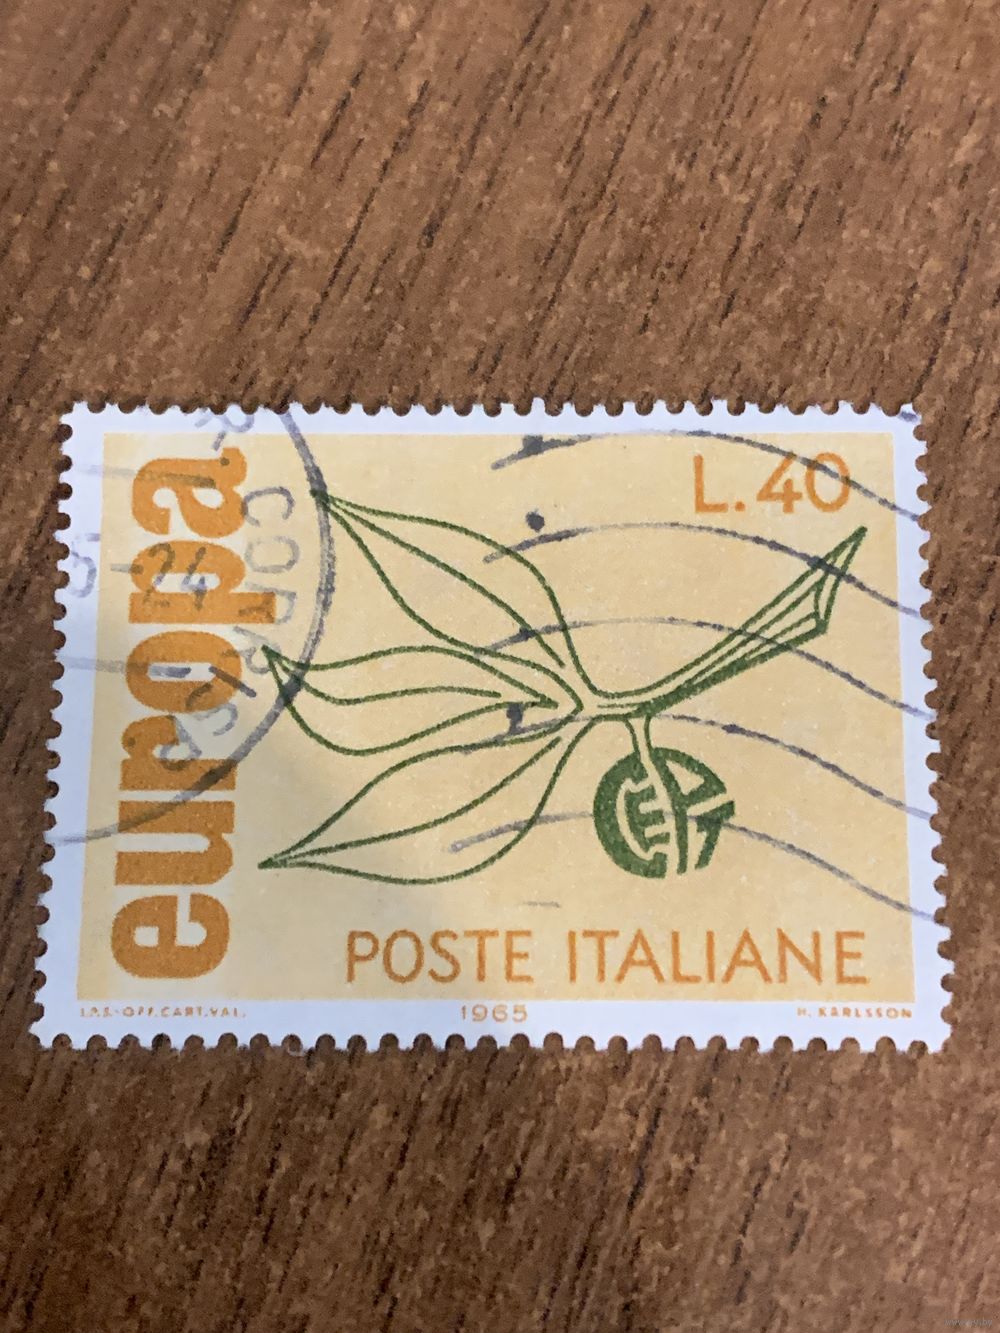 L.40
europa
CEPT
POSTE ITALIANE
I.P.S.-OFF.CART.VAL.
1965
H. KARLSSON